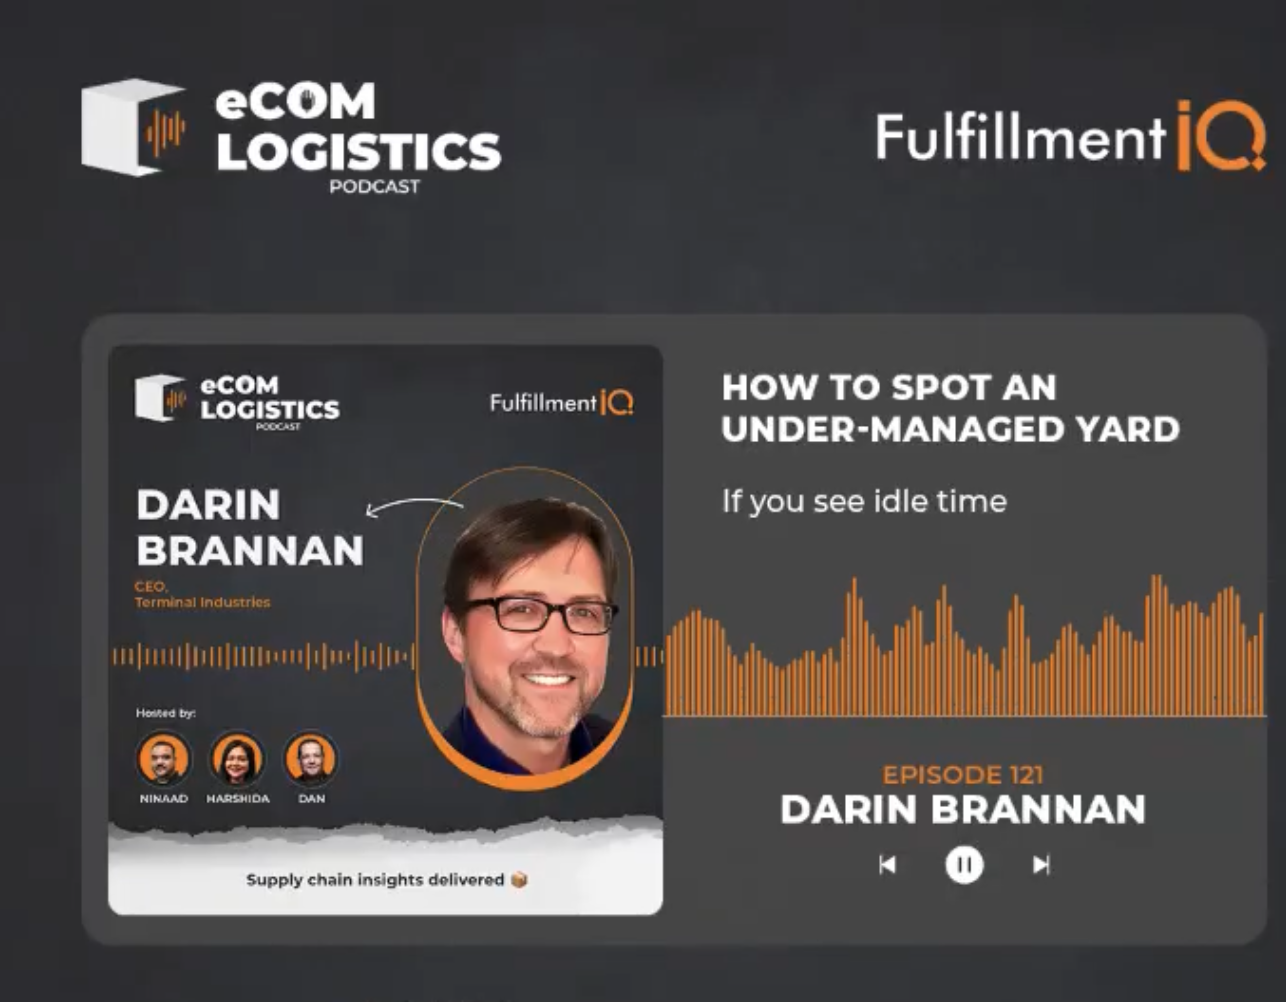 eCOM
LOGISTICS
PODCAST
Fulfillment iQ
eCOM
LOGISTICS
PODCAST
Fulfillment iQ
DARIN
BRANNAN
CEO,
Terminal Industries
Hosted by:
NINAAD HARSHIDA DAN
Supply chain insights delivered
HOW TO SPOT AN
UNDER-MANAGED YARD
If you see idle time
EPISODE 121
DARIN BRANNAN